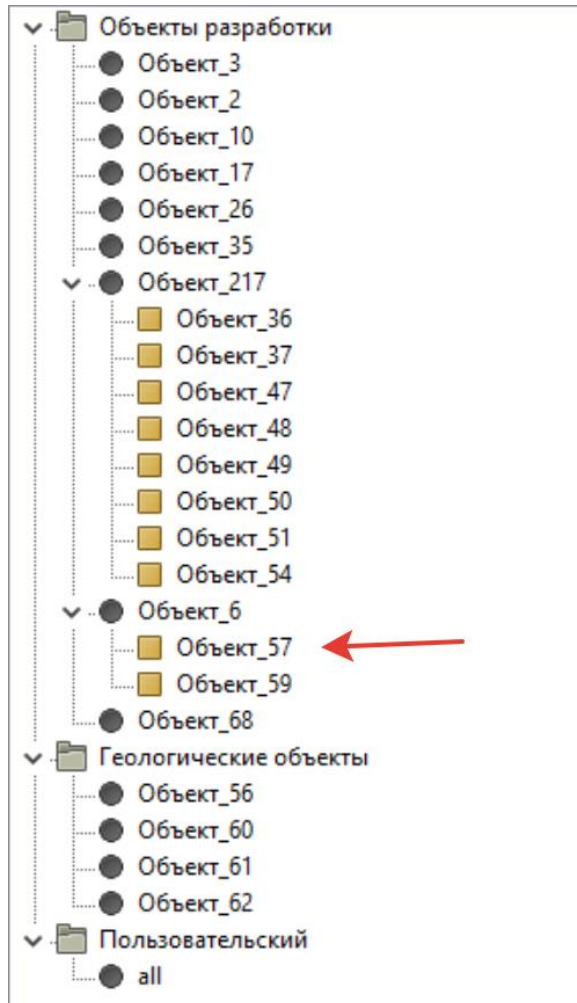 Объекты разработки
Объект_3
Объект_2
Объект_10
Объект_17
Объект_26
Объект_35
Объект_217
Объект_36
Объект_37
Объект_47
Объект_48
Объект_49
Объект_50
Объект_51
Объект_54
Объект_6
Объект_57
Объект_59
Объект_68
Геологические объекты
Объект_56
Объект_60
Объект_61
Объект_62
Пользовательский
all